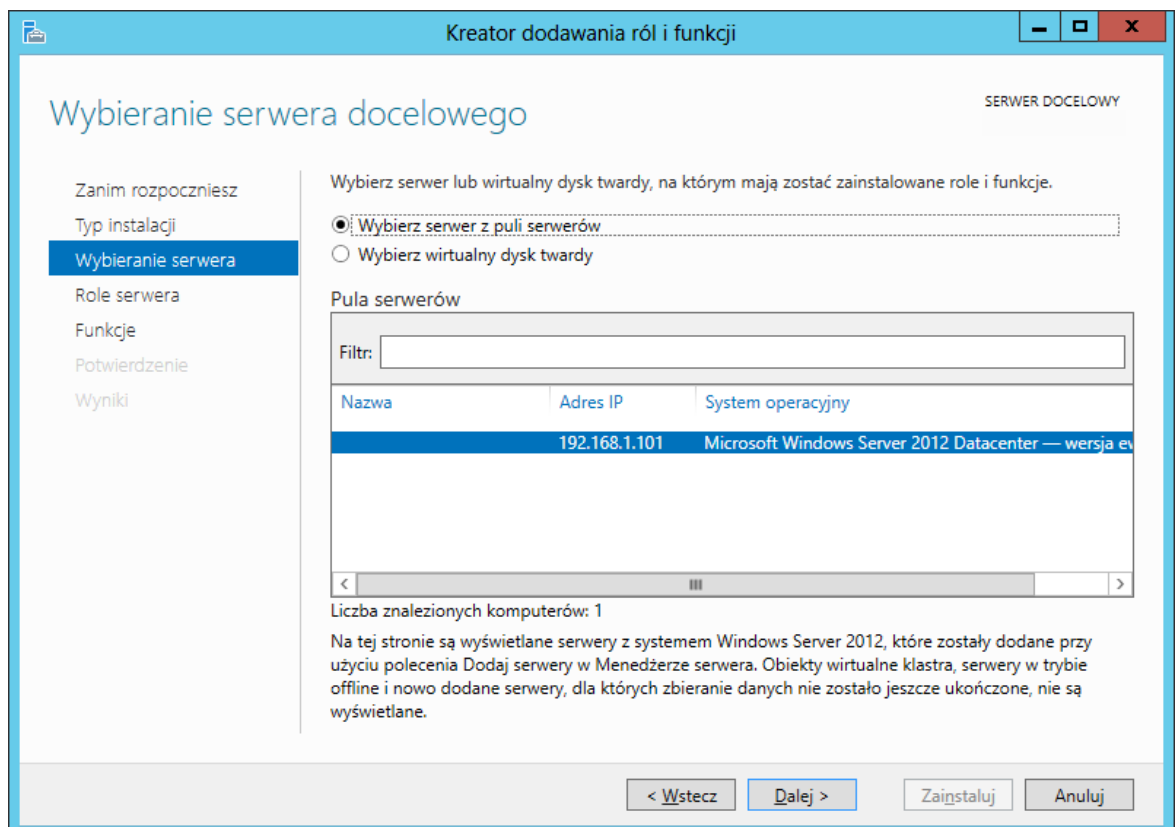 Kreator dodawania ról i funkcji
Wybieranie serwera docelowego
SERWER DOCELOWY
Zanim rozpoczniesz
Typ instalacji
Wybieranie serwera
Role serwera
Funkcje
Potwierdzenie
Wyniki
Wybierz serwer lub wirtualny dysk twardy, na którym mają zostać zainstalowane role i funkcje.
Wybierz serwer z puli serwerów
Wybierz wirtualny dysk twardy
Pula serwerów
Filtr:
Nazwa Adres IP System operacyjny
192.168.1.101 Microsoft Windows Server 2012 Datacenter — wersja ew
Liczba znalezionych komputerów: 1
Na tej stronie są wyświetlane serwery z systemem Windows Server 2012, które zostały dodane przy
użyciu polecenia Dodaj serwery w Menedżerze serwera. Obiekty wirtualne klastra, serwery w trybie
offline i nowo dodane serwery, dla których zbieranie danych nie zostało jeszcze ukończone, nie są
wyświetlane.
< Wstecz Dalej > Zainstaluj Anuluj